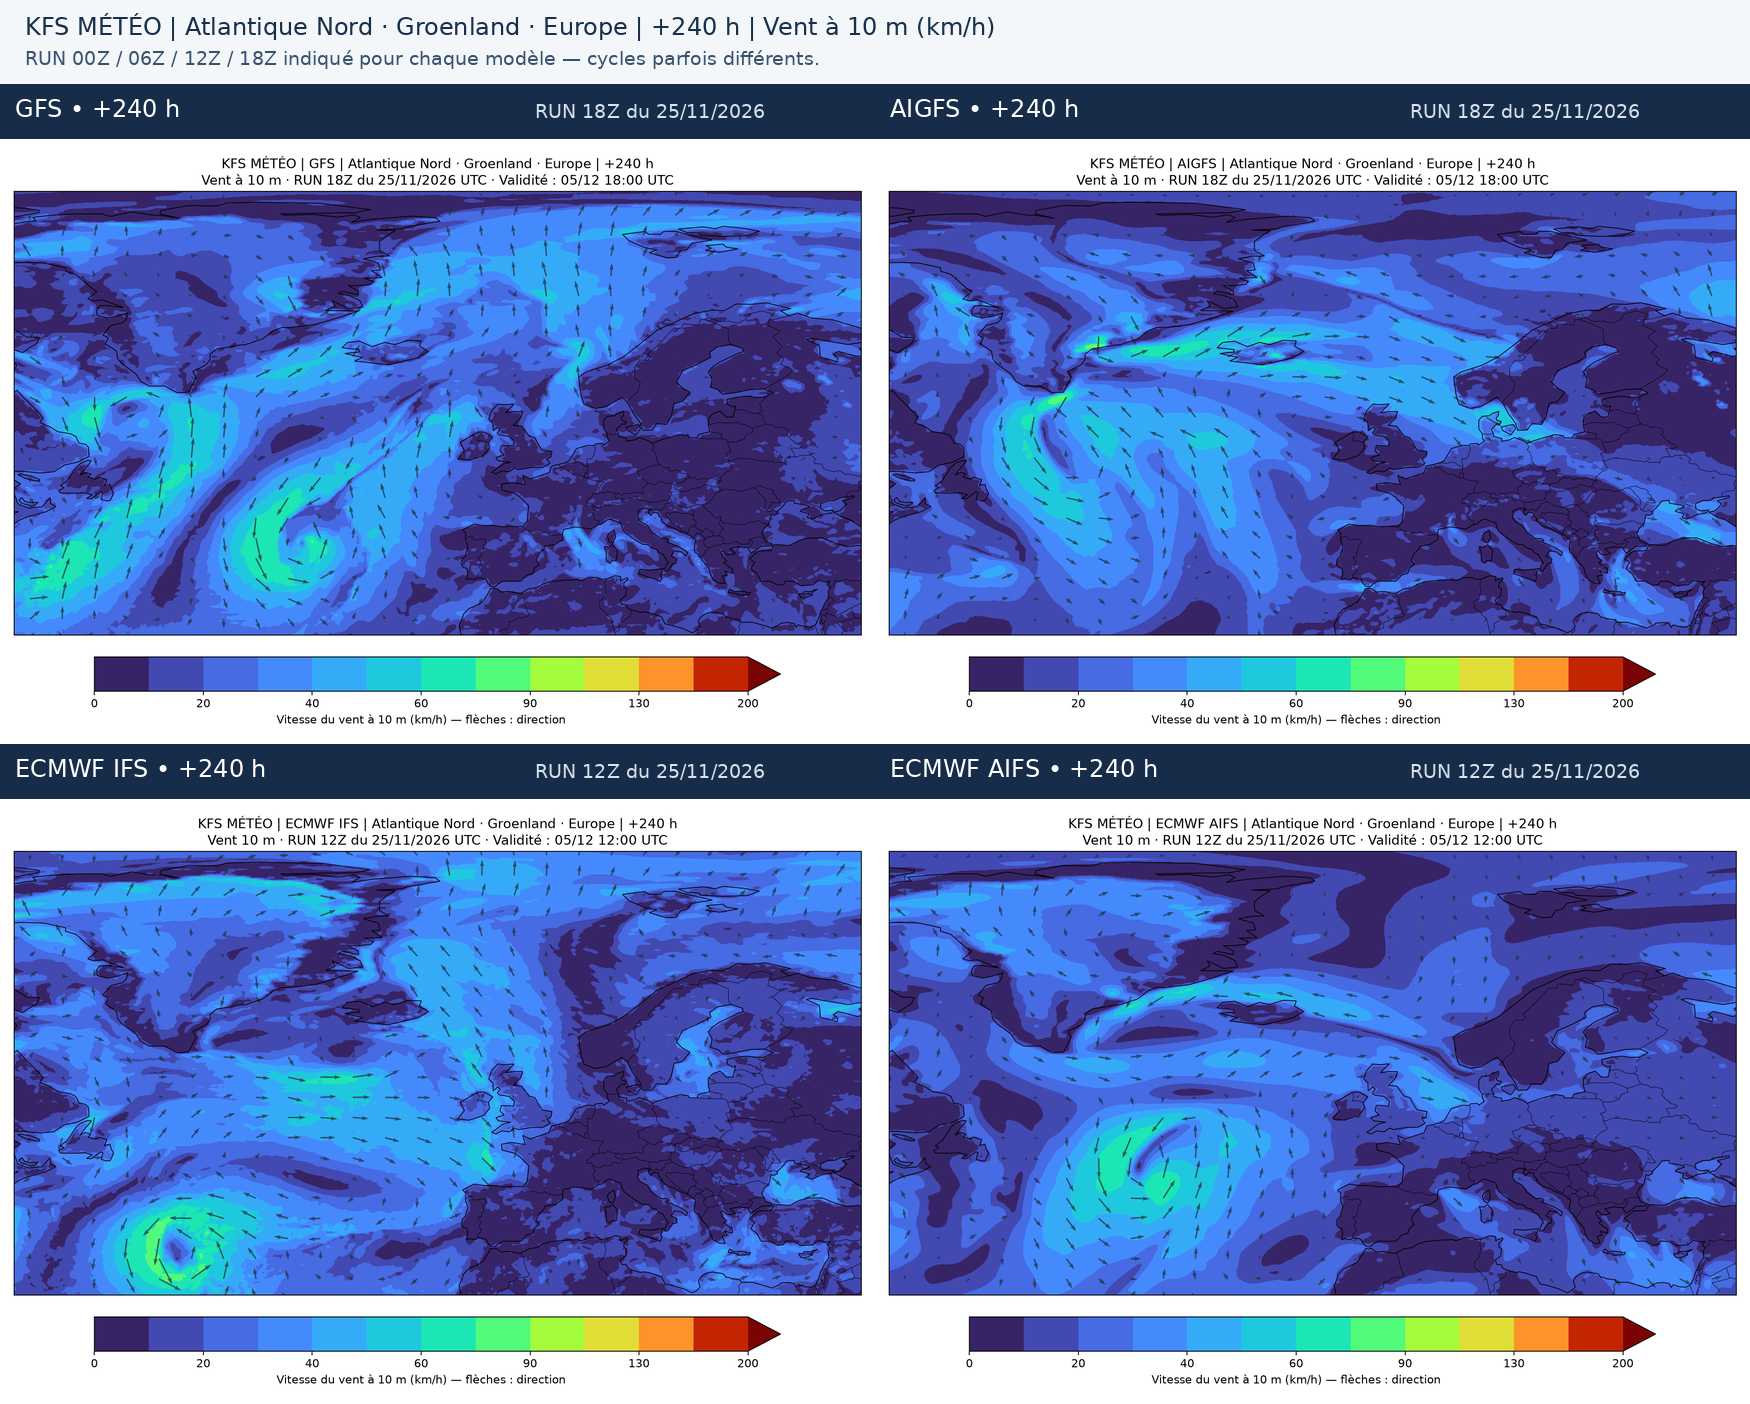 KFS MÉTÉO | Atlantique Nord · Groenland · Europe | +240 h | Vent à 10 m (km/h)
RUN 00Z / 06Z / 12Z / 18Z indiqué pour chaque modèle — cycles parfois différents.
GFS • +240 h
RUN 18Z du 25/11/2026
AIGFS • +240 h
RUN 18Z du 25/11/2026
KFS MÉTÉO | GFS | Atlantique Nord · Groenland · Europe | +240 h
Vent à 10 m · RUN 18Z du 25/11/2026 UTC · Validité : 05/12 18:00 UTC
KFS MÉTÉO | AIGFS | Atlantique Nord · Groenland · Europe | +240 h
Vent à 10 m · RUN 18Z du 25/11/2026 UTC · Validité : 05/12 18:00 UTC
0 20 40 60 90 130 200
Vitesse du vent à 10 m (km/h) — flèches : direction
0 20 40 60 90 130 200
Vitesse du vent à 10 m (km/h) — flèches : direction
ECMWF IFS • +240 h
RUN 12Z du 25/11/2026
ECMWF AIFS • +240 h
RUN 12Z du 25/11/2026
KFS MÉTÉO | ECMWF IFS | Atlantique Nord · Groenland · Europe | +240 h
Vent 10 m · RUN 12Z du 25/11/2026 UTC · Validité : 05/12 12:00 UTC
KFS MÉTÉO | ECMWF AIFS | Atlantique Nord · Groenland · Europe | +240 h
Vent 10 m · RUN 12Z du 25/11/2026 UTC · Validité : 05/12 12:00 UTC
0 20 40 60 90 130 200
Vitesse du vent à 10 m (km/h) — flèches : direction
0 20 40 60 90 130 200
Vitesse du vent à 10 m (km/h) — flèches : direction